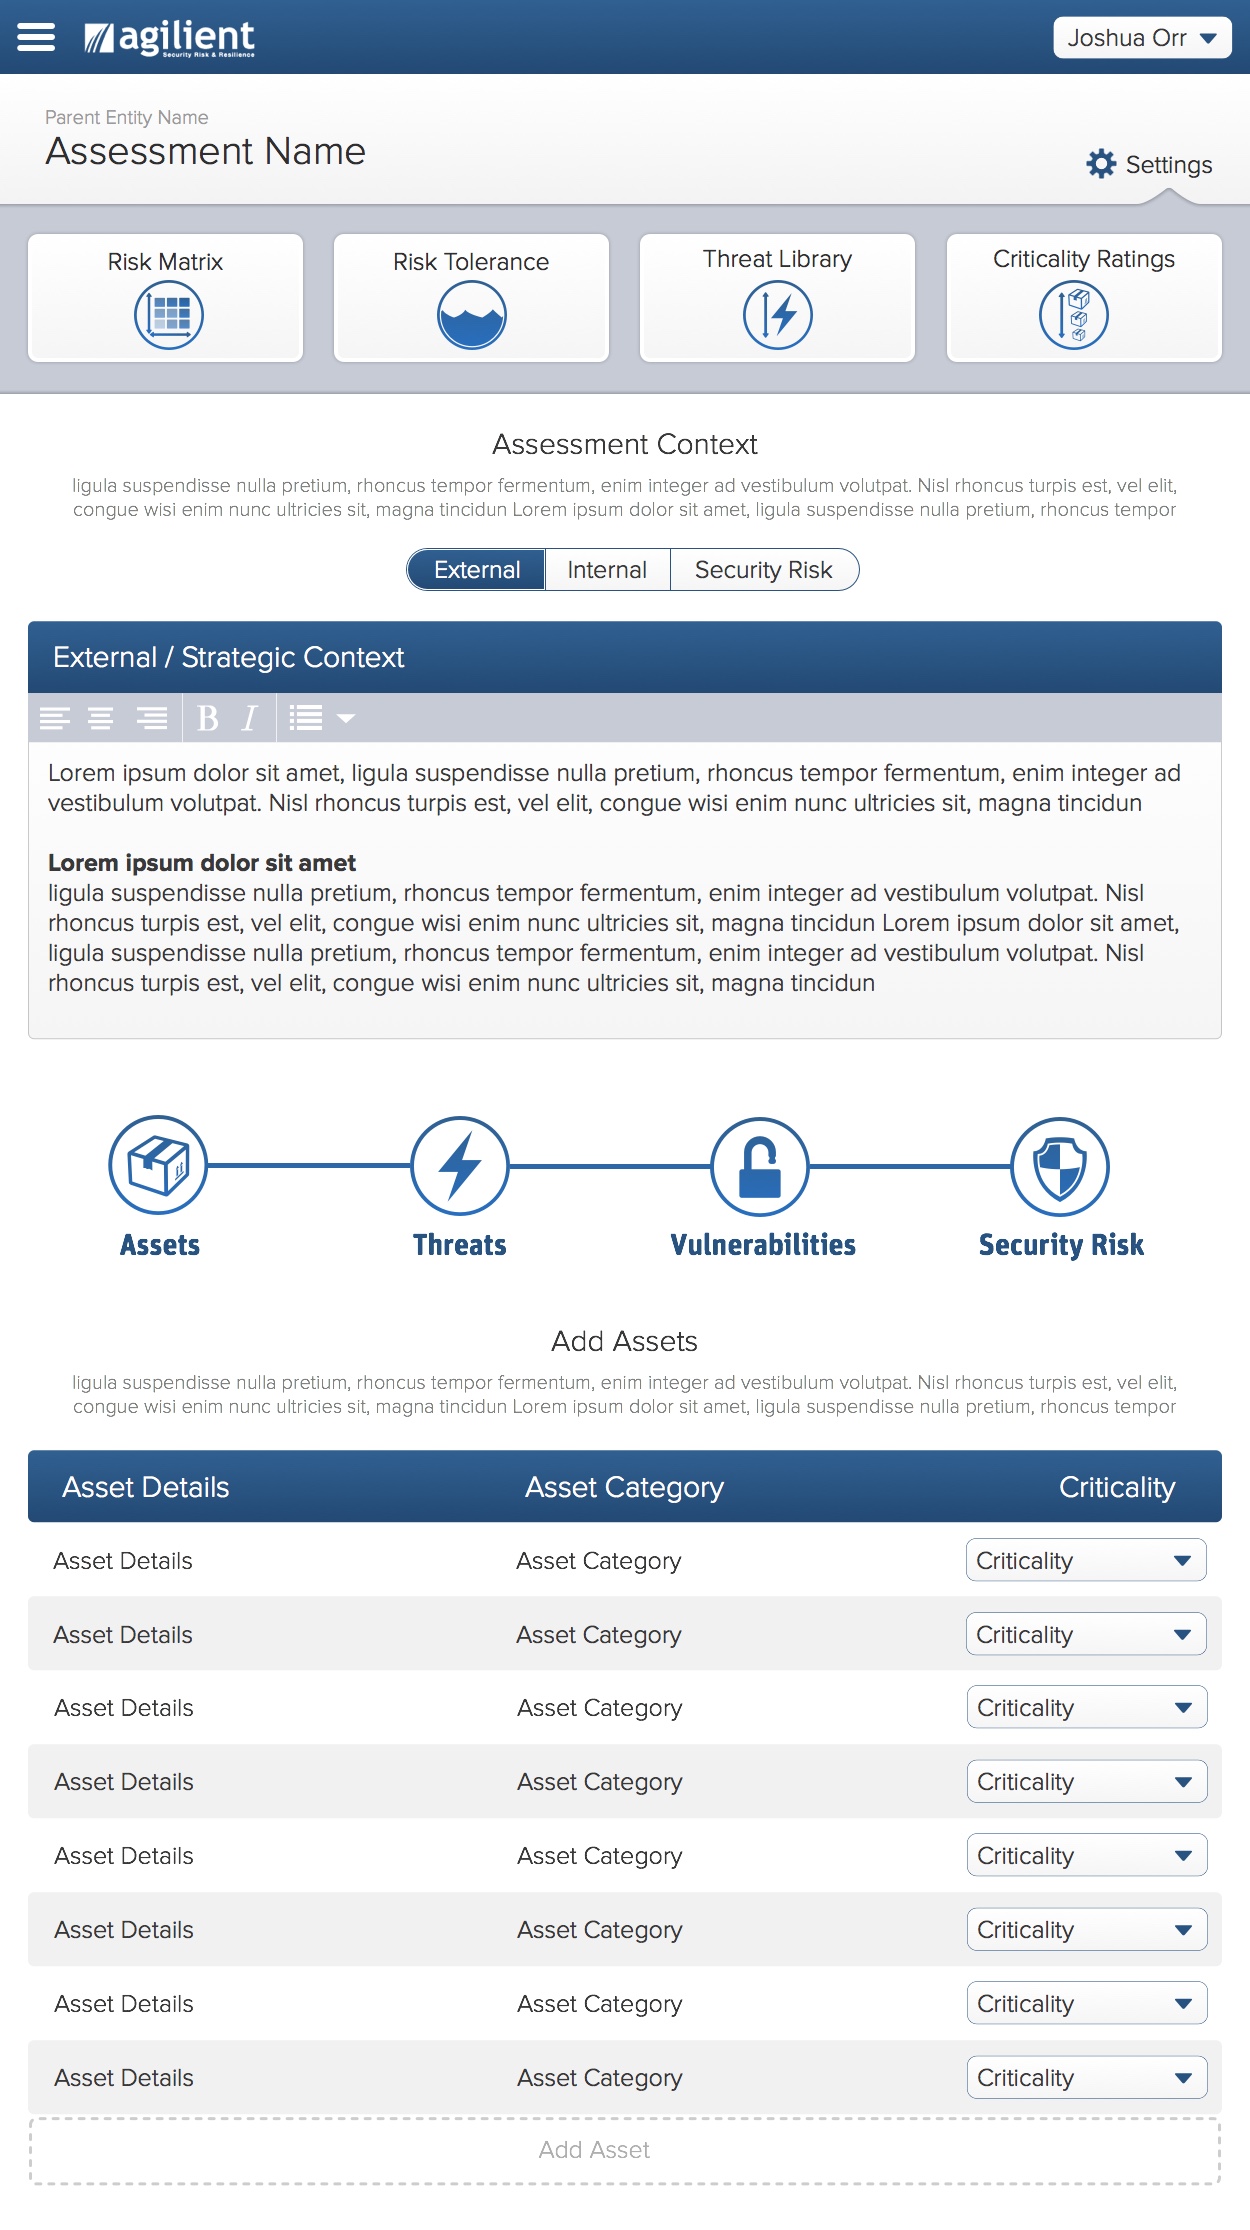 agilient
Security Risk & Resilience
Joshua Orr
Parent Entity Name
Assessment Name
Settings
Risk Matrix
Risk Tolerance
Threat Library
Criticality Ratings
Assessment Context
ligula suspendisse nulla pretium, rhoncus tempor fermentum, enim integer ad vestibulum volutpat. Nisl rhoncus turpis est, vel elit,
congue wisi enim nunc ultricies sit, magna tincidun Lorem ipsum dolor sit amet, ligula suspendisse nulla pretium, rhoncus tempor
External
Internal
Security Risk
External / Strategic Context
B I
Lorem ipsum dolor sit amet, ligula suspendisse nulla pretium, rhoncus tempor fermentum, enim integer ad
vestibulum volutpat. Nisl rhoncus turpis est, vel elit, congue wisi enim nunc ultricies sit, magna tincidun
Lorem ipsum dolor sit amet
ligula suspendisse nulla pretium, rhoncus tempor fermentum, enim integer ad vestibulum volutpat. Nisl
rhoncus turpis est, vel elit, congue wisi enim nunc ultricies sit, magna tincidun Lorem ipsum dolor sit amet,
ligula suspendisse nulla pretium, rhoncus tempor fermentum, enim integer ad vestibulum volutpat. Nisl
rhoncus turpis est, vel elit, congue wisi enim nunc ultricies sit, magna tincidun
Assets
Threats
Vulnerabilities
Security Risk
Add Assets
ligula suspendisse nulla pretium, rhoncus tempor fermentum, enim integer ad vestibulum volutpat. Nisl rhoncus turpis est, vel elit,
congue wisi enim nunc ultricies sit, magna tincidun Lorem ipsum dolor sit amet, ligula suspendisse nulla pretium, rhoncus tempor
Asset Details Asset Category Criticality
Asset Details Asset Category Criticality
Asset Details Asset Category Criticality
Asset Details Asset Category Criticality
Asset Details Asset Category Criticality
Asset Details Asset Category Criticality
Asset Details Asset Category Criticality
Asset Details Asset Category Criticality
Asset Details Asset Category Criticality
Add Asset